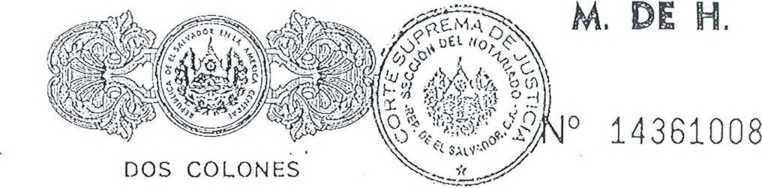 M. DE H.
REPUBLICA DE EL SALVADOR EN LA AMERICA CENTRAL
CORTE SUPREMA DE JUSTICIA
SECCIÓN DEL NOTARIADO
REP. DE EL SALVADOR, C.A.
Nº 14361008
DOS COLONES